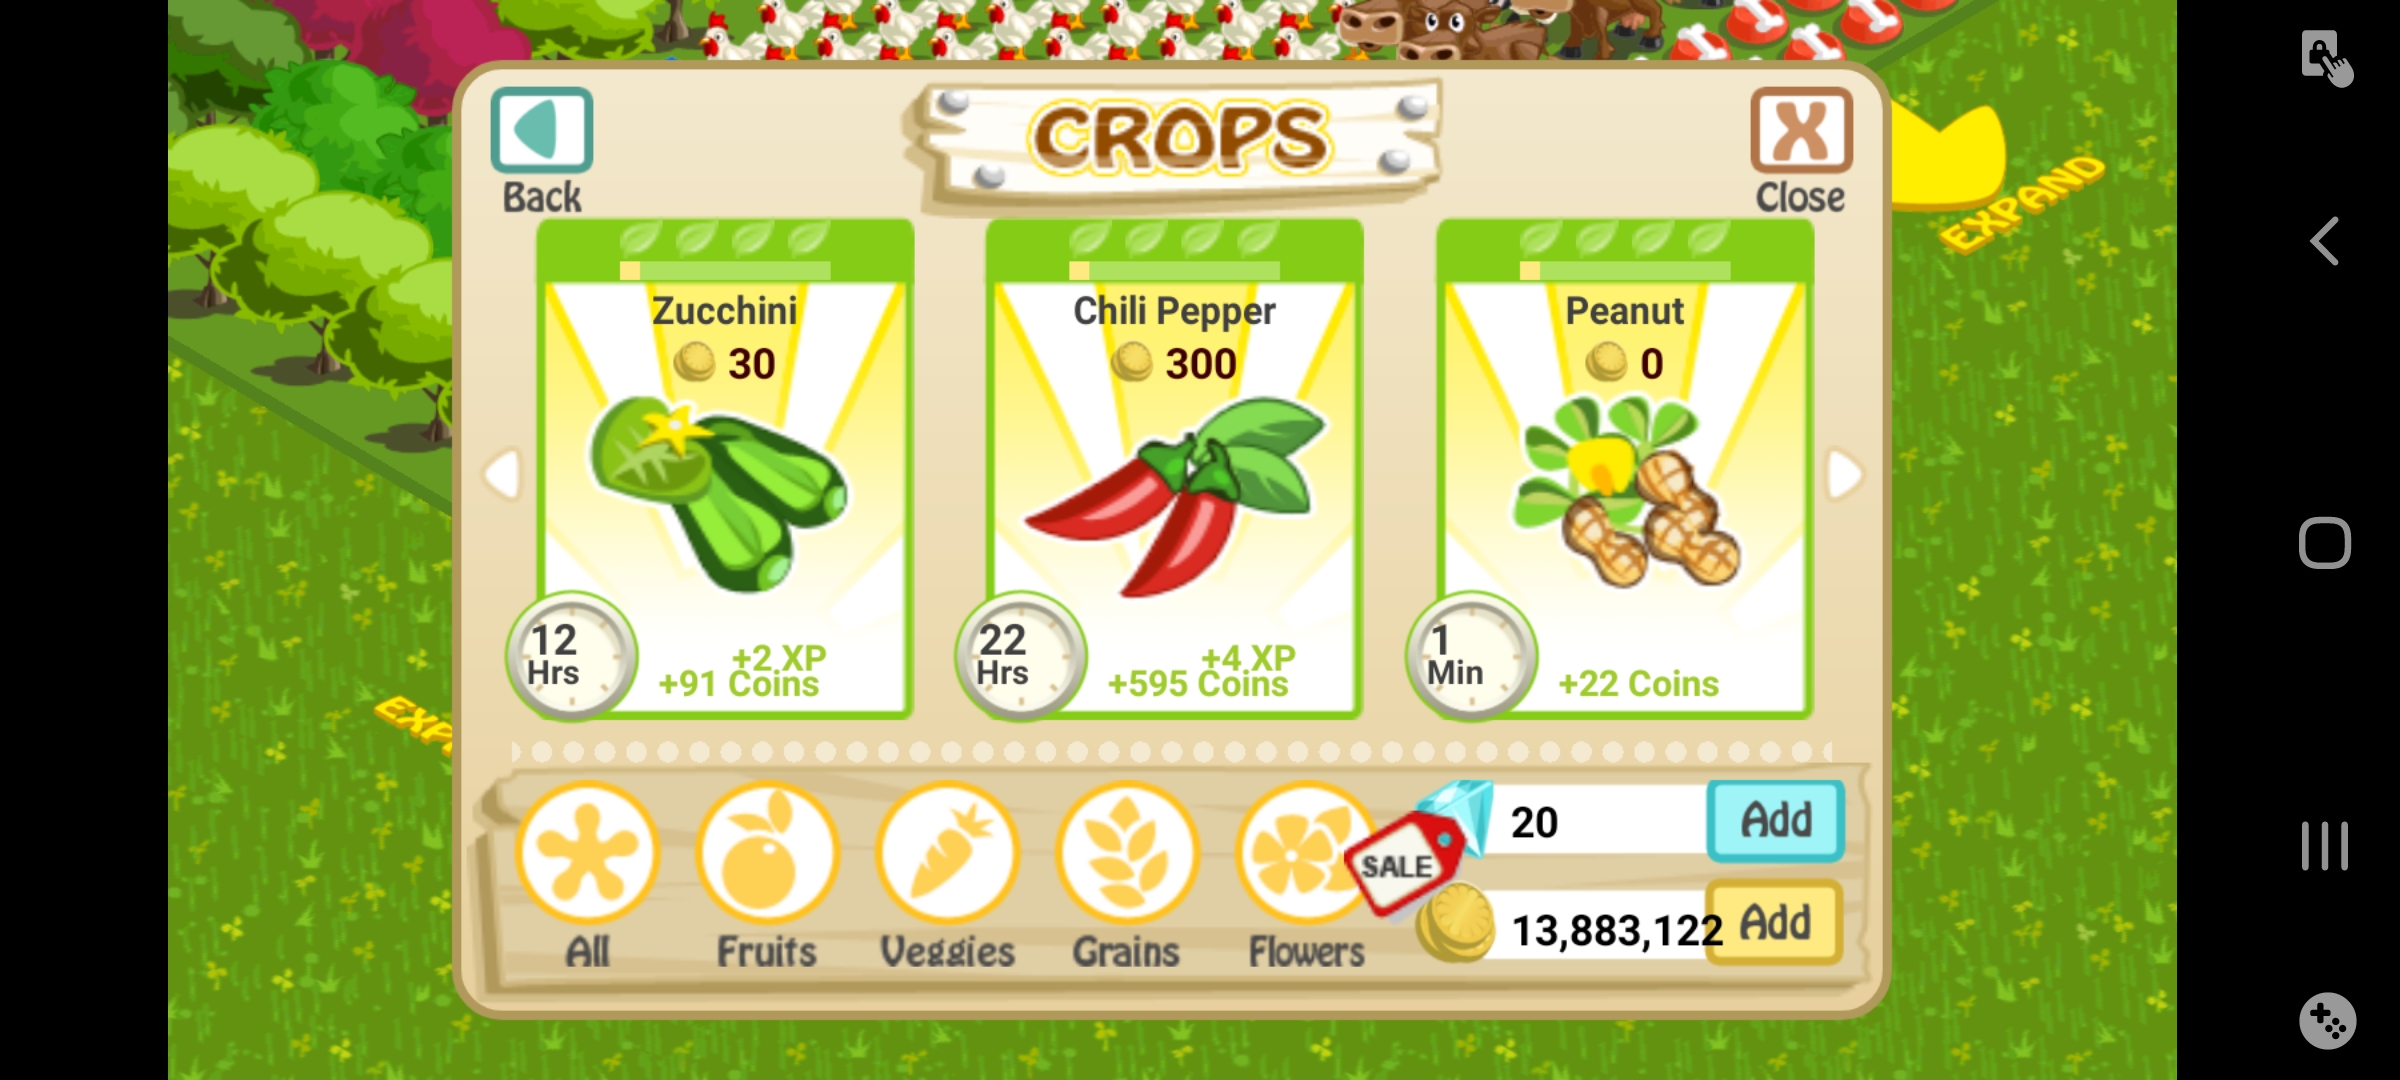 CROPS
Back
Close
EXPAND
Zucchini
30
12
Hrs
+2 XP
+91 Coins
Chili Pepper
300
22
Hrs
+4 XP
+595 Coins
Peanut
0
1
Min
+22 Coins
All
Fruits
Veggies
Grains
Flowers
SALE
20
Add
13,883,122
Add